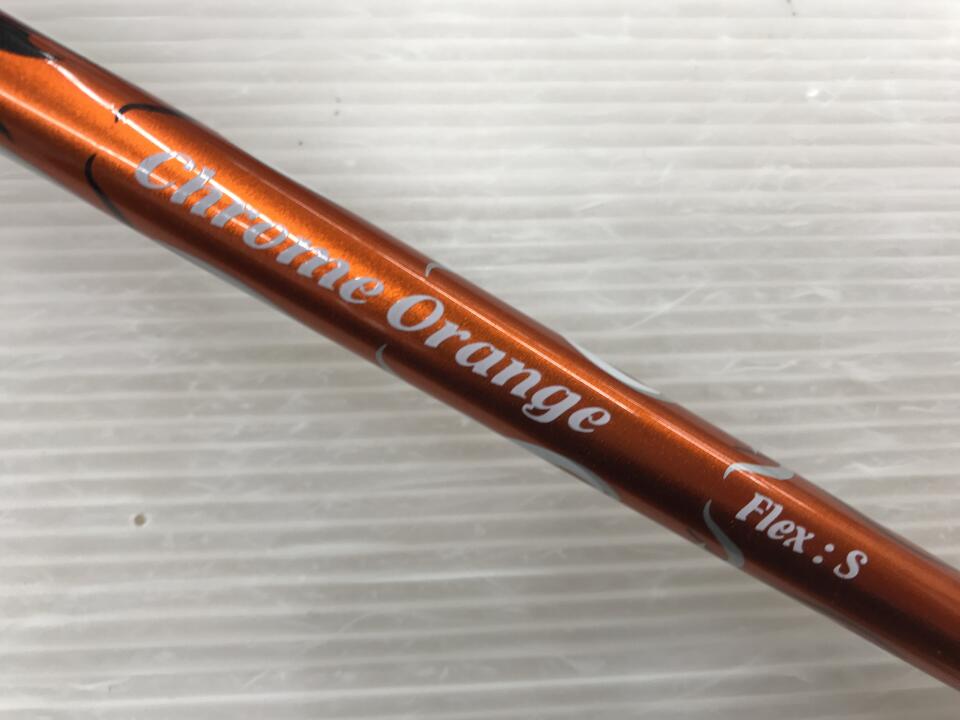 Chrome Orange
Flex : S